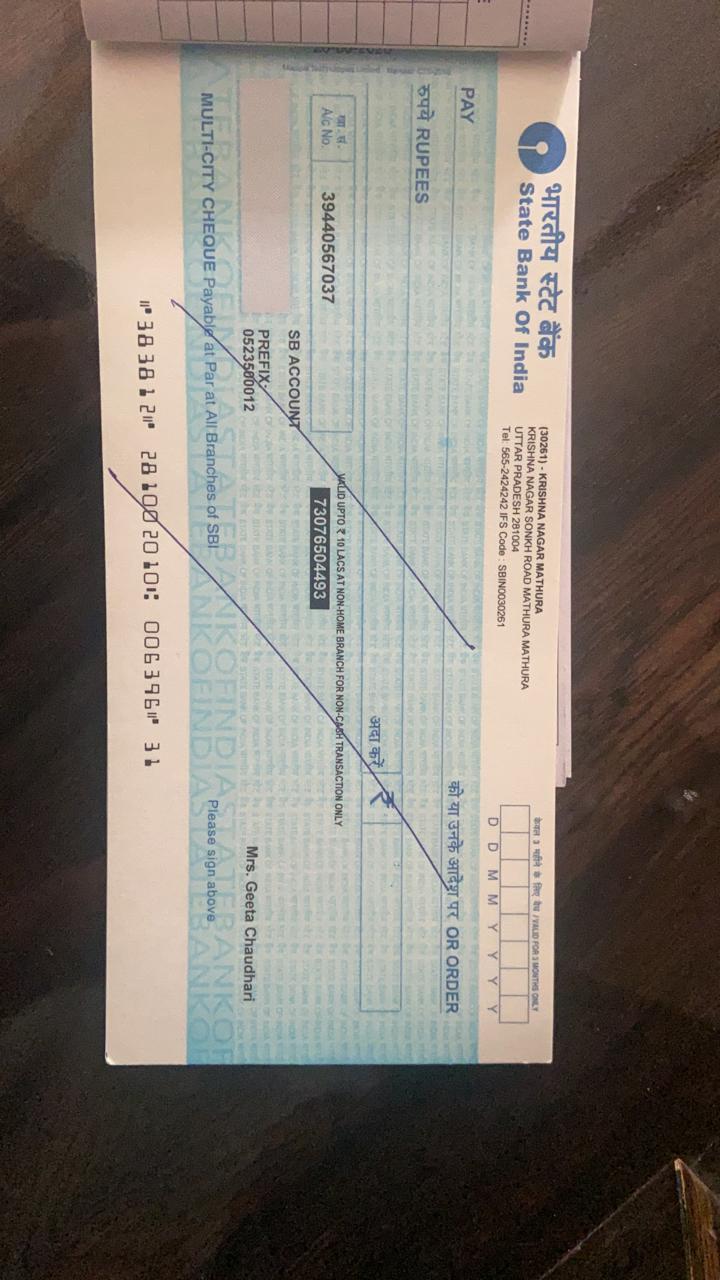 भारतीय स्टेट बैंक
State Bank Of India
(30261) - KRISHNA NAGAR MATHURA
KRISHNA NAGAR SONKH ROAD MATHURA MATHURA
UTTAR PRADESH 281004
Tel: 565-2424242 IFS Code : SBIN0030261
केवल 3 महीने के लिए वैध / VALID FOR 3 MONTHS ONLY
D D M M Y Y Y Y
PAY
को या उनके आदेश पर OR ORDER
रुपये RUPEES
अदा करें ₹
खा. सं.
A/c No. 39440567037
VALID UPTO ₹ 10 LACS AT NON-HOME BRANCH FOR NON-CASH TRANSACTION ONLY
73076504493
SB ACCOUNT
PREFIX:
0523500012
Mrs. Geeta Chaudhari
MULTI-CITY CHEQUE Payable at Par at All Branches of SBI
Please sign above
⑈383812⑈ 281002010⑆ 006396⑈ 31